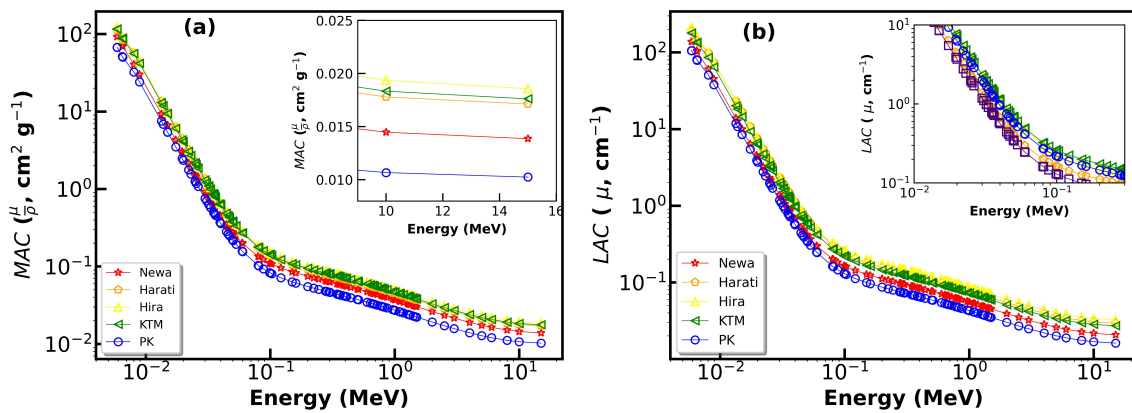 (a)
MAC (μ/ρ, cm² g⁻¹)
10²
10¹
10⁰
10⁻¹
10⁻²
10⁻² 10⁻¹ 10⁰ 10¹
Energy (MeV)
Newa
Harati
Hira
KTM
PK
MAC (μ/ρ, cm² g⁻¹)
0.025
0.020
0.015
0.010
10 12 14 16
Energy (MeV)
(b)
LAC ( μ, cm⁻¹)
10²
10¹
10⁰
10⁻¹
10⁻² 10⁻¹ 10⁰ 10¹
Energy (MeV)
Newa
Harati
Hira
KTM
PK
LAC ( μ, cm⁻¹)
10¹
10⁰
10⁻¹
10⁻² 10⁻¹
Energy (MeV)